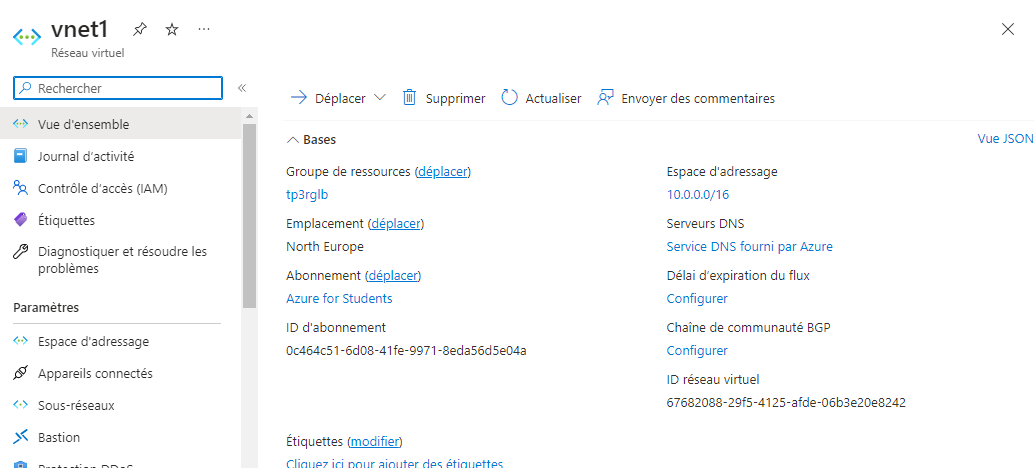 vnet1
Réseau virtuel
Rechercher
Vue d'ensemble
Journal d'activité
Contrôle d'accès (IAM)
Étiquettes
Diagnostiquer et résoudre les
problèmes
Paramètres
Espace d'adressage
Appareils connectés
Sous-réseaux
Bastion
Protection DDoS
Déplacer
Supprimer
Actualiser
Envoyer des commentaires
Bases
Vue JSON
Groupe de ressources (déplacer)
tp3rglb
Emplacement (déplacer)
North Europe
Abonnement (déplacer)
Azure for Students
ID d'abonnement
0c464c51-6d08-41fe-9971-8eda56d5e04a
Espace d'adressage
10.0.0.0/16
Serveurs DNS
Service DNS fourni par Azure
Délai d'expiration du flux
Configurer
Chaîne de communauté BGP
Configurer
ID réseau virtuel
67682088-29f5-4125-afde-06b3e20e8242
Étiquettes (modifier)
Cliquez ici pour ajouter des étiquettes